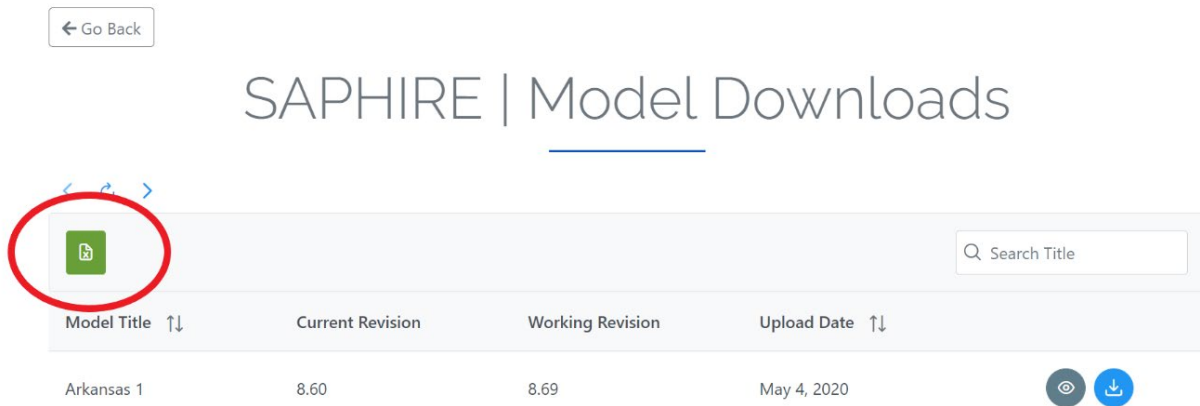 Go Back
SAPHIRE | Model Downloads
Search Title
Model Title Current Revision Working Revision Upload Date
Arkansas 1 8.60 8.69 May 4, 2020